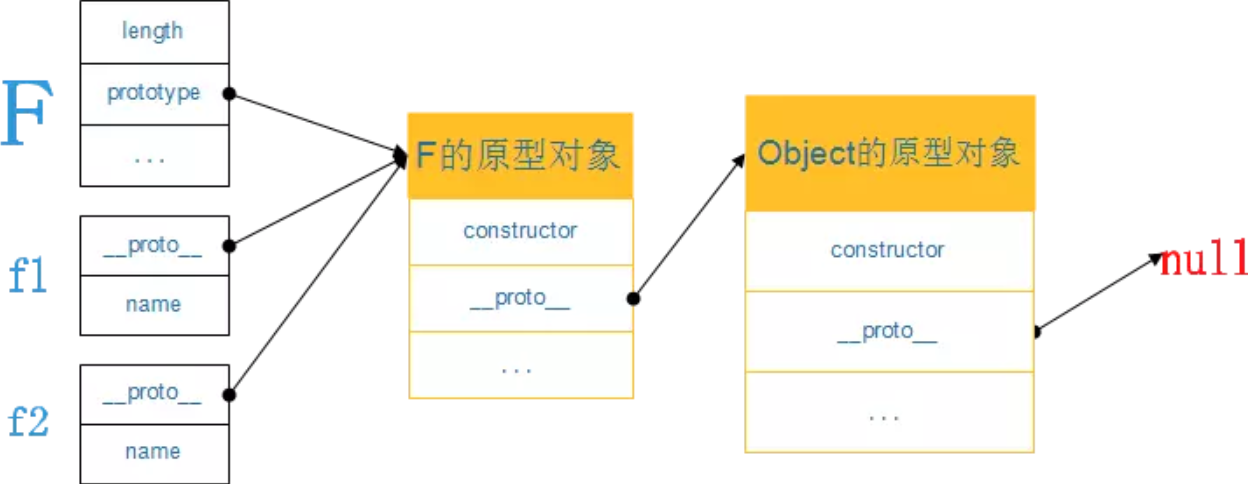 F
length
prototype
...
f1
__proto__
name
f2
__proto__
name
F的原型对象
constructor
__proto__
...
Object的原型对象
constructor
__proto__
...
null